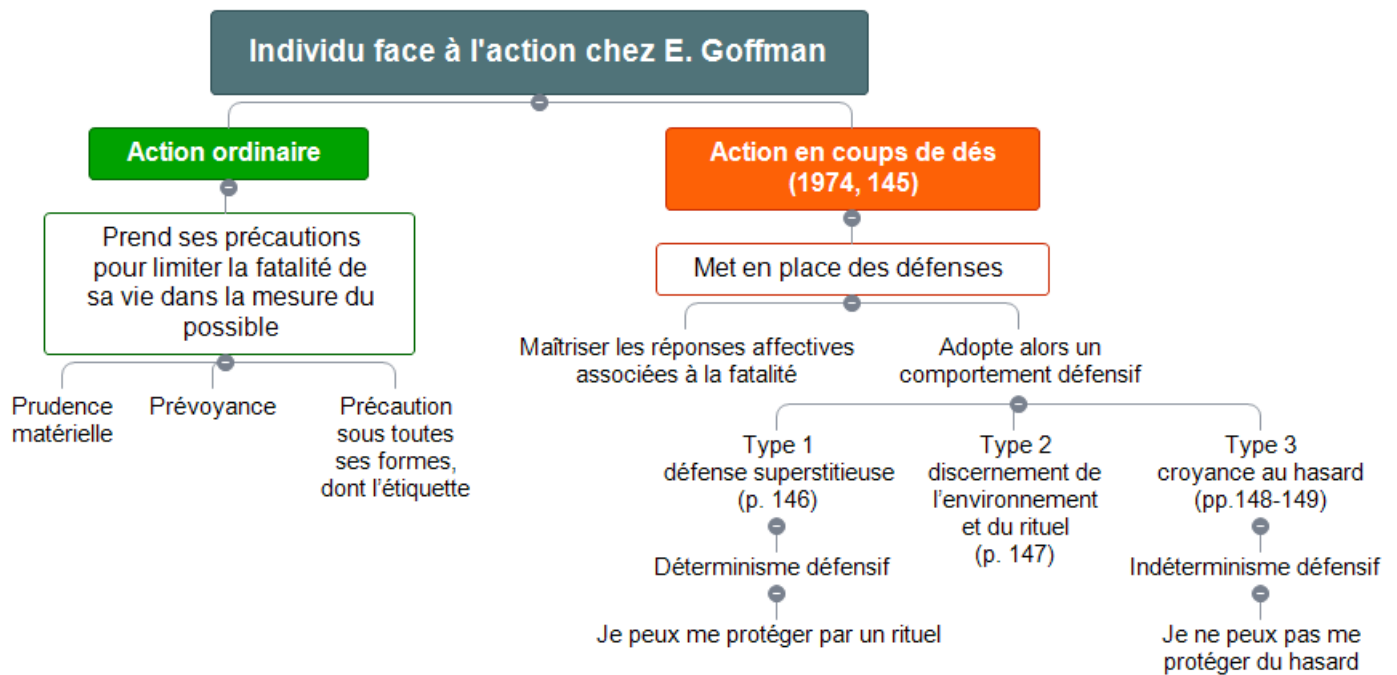 Individu face à l'action chez E. Goffman
Action ordinaire
Prend ses précautions
pour limiter la fatalité de
sa vie dans la mesure du
possible
Prudence
matérielle
Prévoyance
Précaution
sous toutes
ses formes,
dont l’étiquette
Action en coups de dés
(1974, 145)
Met en place des défenses
Maîtriser les réponses affectives
associées à la fatalité
Adopte alors un
comportement défensif
Type 1
défense superstitieuse
(p. 146)
Déterminisme défensif
Je peux me protéger par un rituel
Type 2
discernement de
l’environnement
et du rituel
(p. 147)
Type 3
croyance au hasard
(pp.148-149)
Indéterminisme défensif
Je ne peux pas me
protéger du hasard